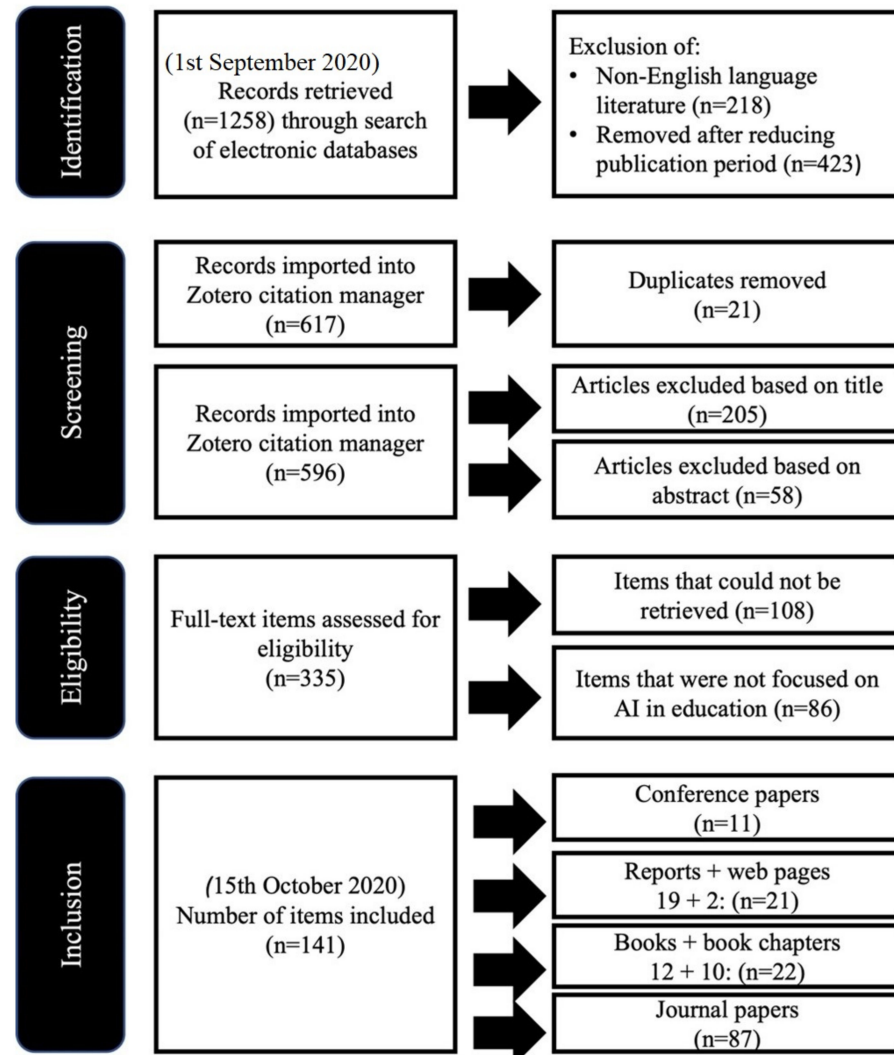 Identification
(1st September 2020)
Records retrieved
(n=1258) through search
of electronic databases
Exclusion of:
• Non-English language
literature (n=218)
• Removed after reducing
publication period (n=423)
Screening
Records imported into
Zotero citation manager
(n=617)
Duplicates removed
(n=21)
Records imported into
Zotero citation manager
(n=596)
Articles excluded based on title
(n=205)
Articles excluded based on
abstract (n=58)
Eligibility
Full-text items assessed for
eligibility
(n=335)
Items that could not be
retrieved (n=108)
Items that were not focused on
AI in education (n=86)
Inclusion
(15th October 2020)
Number of items included
(n=141)
Conference papers
(n=11)
Reports + web pages
19 + 2: (n=21)
Books + book chapters
12 + 10: (n=22)
Journal papers
(n=87)